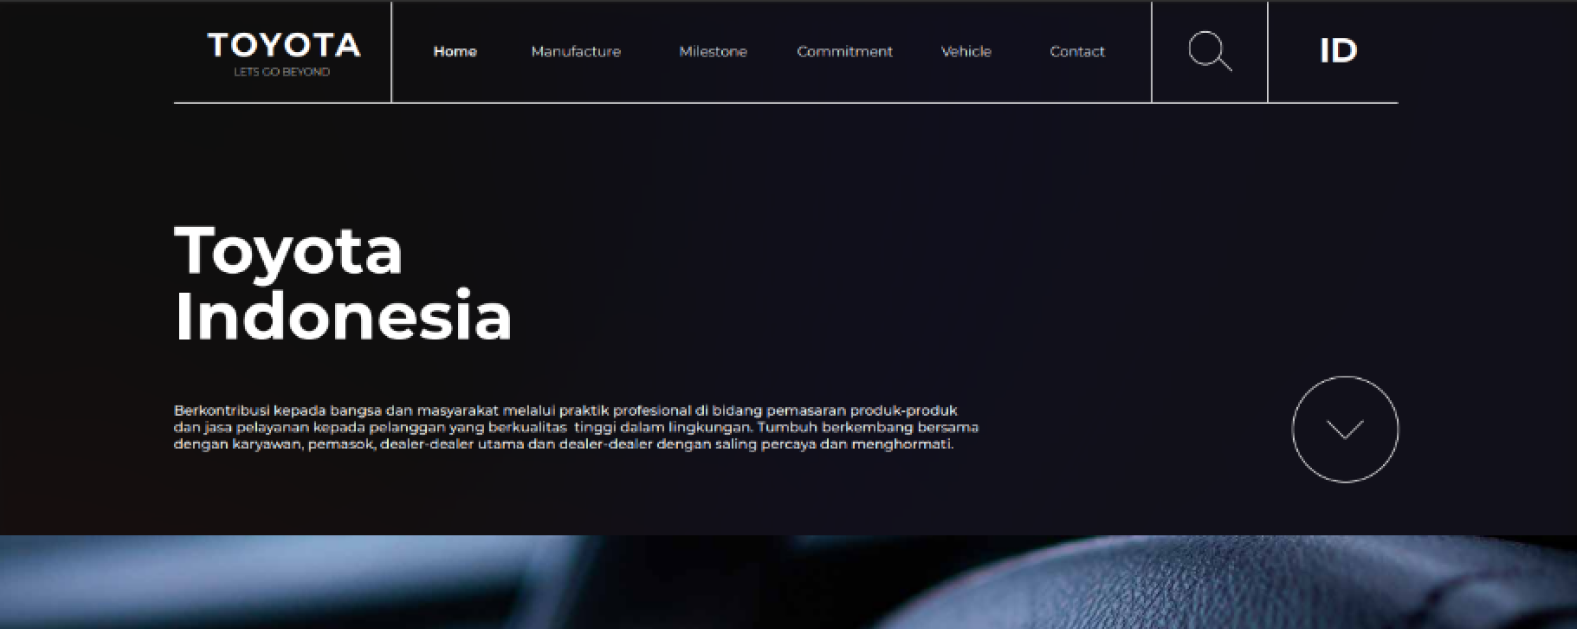 TOYOTA
LETS GO BEYOND
Home Manufacture Milestone Commitment Vehicle Contact
ID
Toyota
Indonesia
Berkontribusi kepada bangsa dan masyarakat melalui praktik profesional di bidang pemasaran produk-produk
dan jasa pelayanan kepada pelanggan yang berkualitas  tinggi dalam lingkungan. Tumbuh berkembang bersama
dengan karyawan, pemasok, dealer-dealer utama dan dealer-dealer dengan saling percaya dan menghormati.